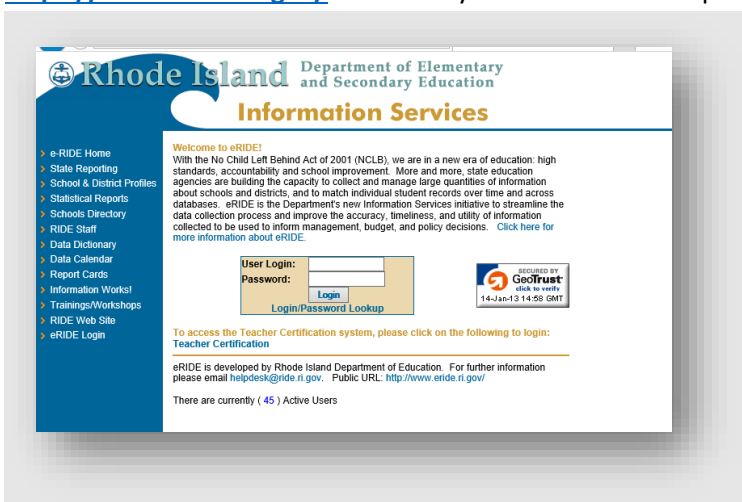 Rhode Island Department of Elementary
and Secondary Education
Information Services
e-RIDE Home
State Reporting
School & District Profiles
Statistical Reports
Schools Directory
RIDE Staff
Data Dictionary
Data Calendar
Report Cards
Information Works!
Trainings/Workshops
RIDE Web Site
eRIDE Login
Welcome to eRIDE!
With the No Child Left Behind Act of 2001 (NCLB), we are in a new era of education: high
standards, accountability and school improvement. More and more, state education
agencies are building the capacity to collect and manage large quantities of information
about schools and districts, and to match individual student records over time and across
databases. eRIDE is the Department's new Information Services initiative to streamline the
data collection process and improve the accuracy, timeliness, and utility of information
collected to be used to inform management, budget, and policy decisions. Click here for
more information about eRIDE.
User Login:
Password:
Login
Login/Password Lookup
SECURED BY
GeoTrust
click to verify
14-Jan-13 14:58 GMT
To access the Teacher Certification system, please click on the following to login:
Teacher Certification
eRIDE is developed by Rhode Island Department of Education. For further information
please email helpdesk@ride.ri.gov. Public URL: http://www.eride.ri.gov/
There are currently ( 45 ) Active Users